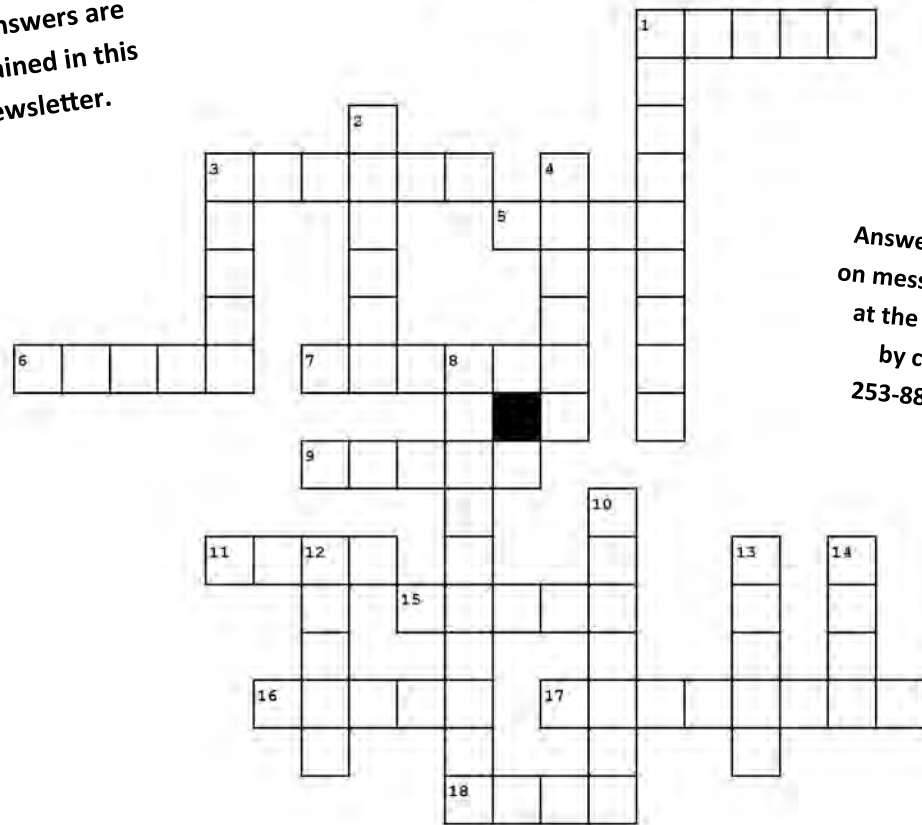 nswers are
ained in this
ewsletter.
1
2
3 4
5
Answe
on mess
at the
by c
253-88
6 7 8
9
10
11 12 13 14
15
16 17
18